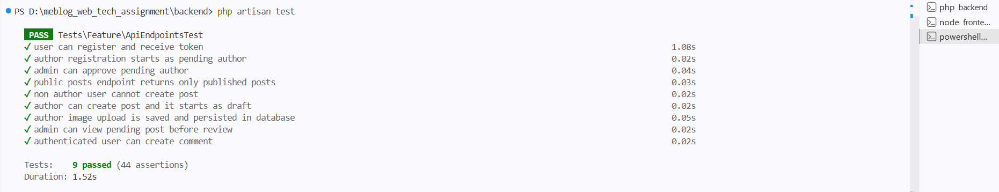 PS D:\meblog_web_tech_assignment\backend> php artisan test
PASS Tests\Feature\ApiEndpointsTest
✓ user can register and receive token 1.08s
✓ author registration starts as pending author 0.02s
✓ admin can approve pending author 0.04s
✓ public posts endpoint returns only published posts 0.03s
✓ non author user cannot create post 0.02s
✓ author can create post and it starts as draft 0.02s
✓ author image upload is saved and persisted in database 0.05s
✓ admin can view pending post before review 0.02s
✓ authenticated user can create comment 0.02s
Tests: 9 passed (44 assertions)
Duration: 1.52s
php backend
node fronte...
powershell...